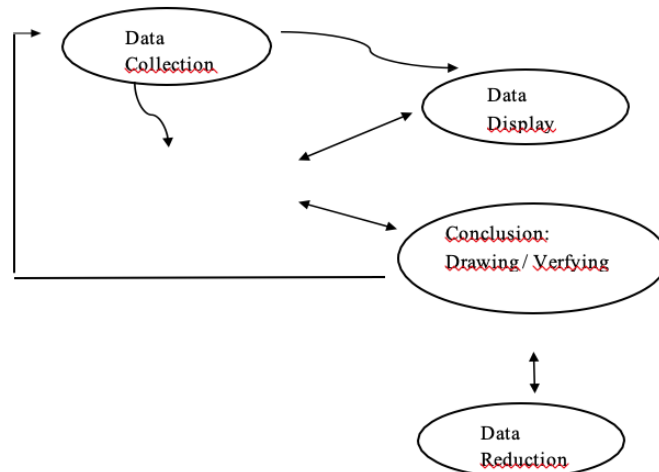 Data
Collection
Data
Display
Conclusion:
Drawing / Verfying
Data
Reduction